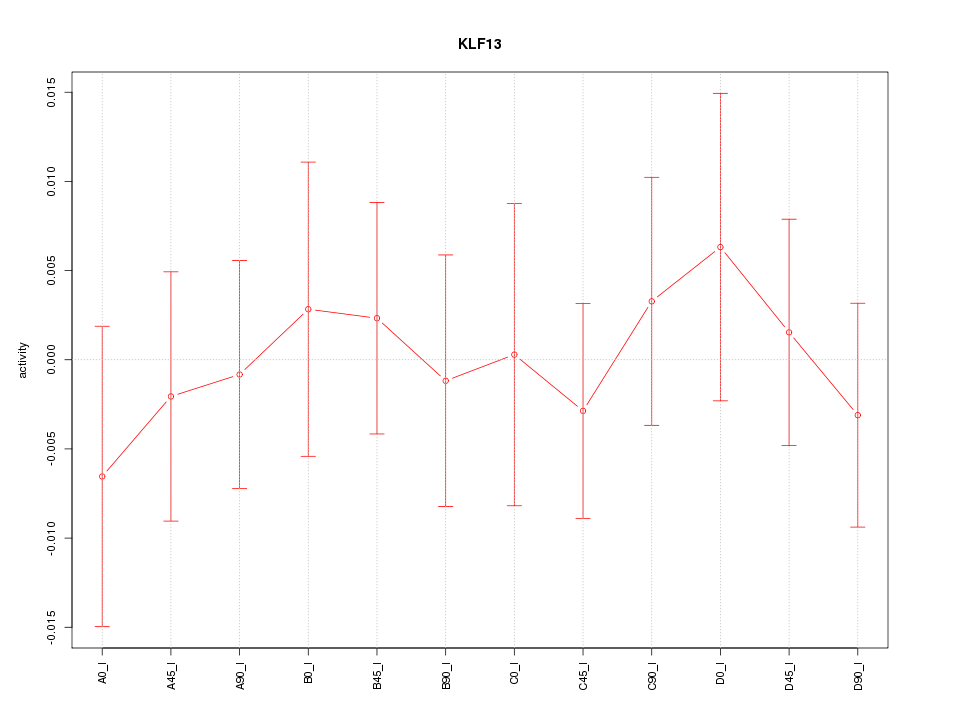 KLF13
activity
0.015
0.010
0.005
0.000
-0.005
-0.010
-0.015
A0_I
A45_I
A90_I
B0_I
B45_I
B90_I
C0_I
C45_I
C90_I
D0_I
D45_I
D90_I